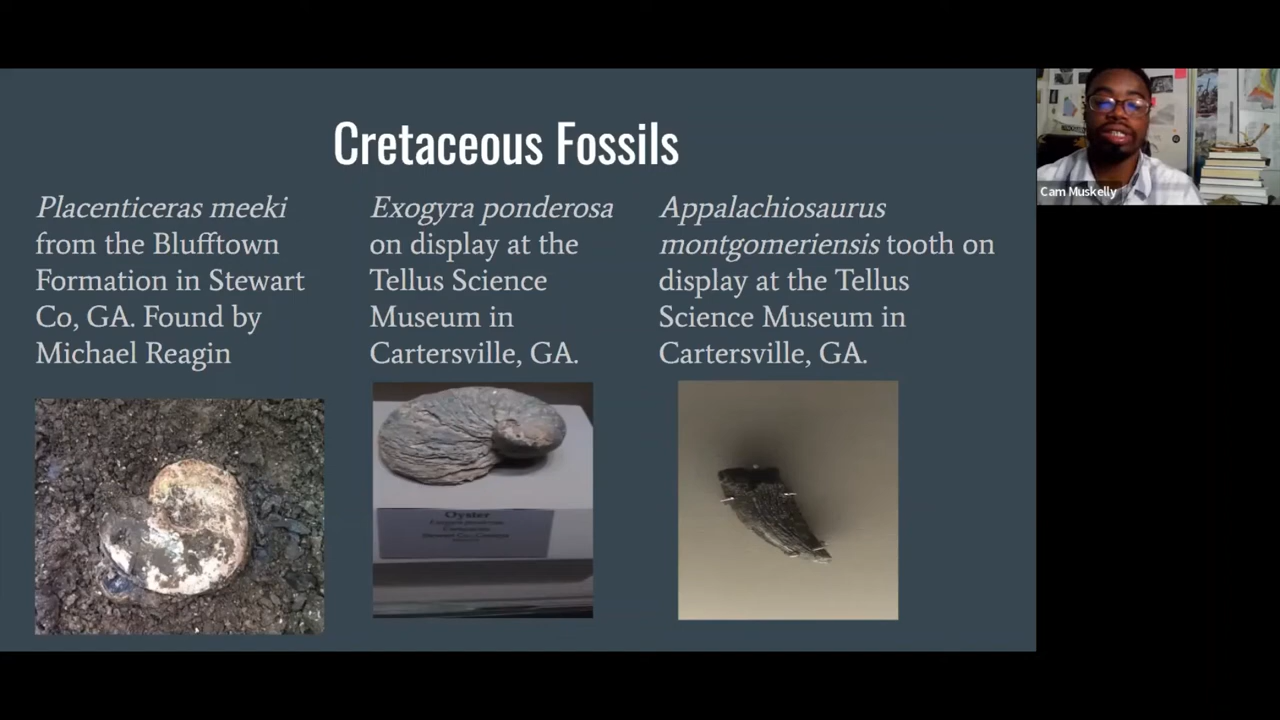 Cretaceous Fossils
Placenticeras meeki
from the Blufftown
Formation in Stewart
Co, GA. Found by
Michael Reagin
Exogyra ponderosa
on display at the
Tellus Science
Museum in
Cartersville, GA.
Appalachiosaurus
montgomeriensis tooth on
display at the Tellus
Science Museum in
Cartersville, GA.
Oyster
Cam Muskelly